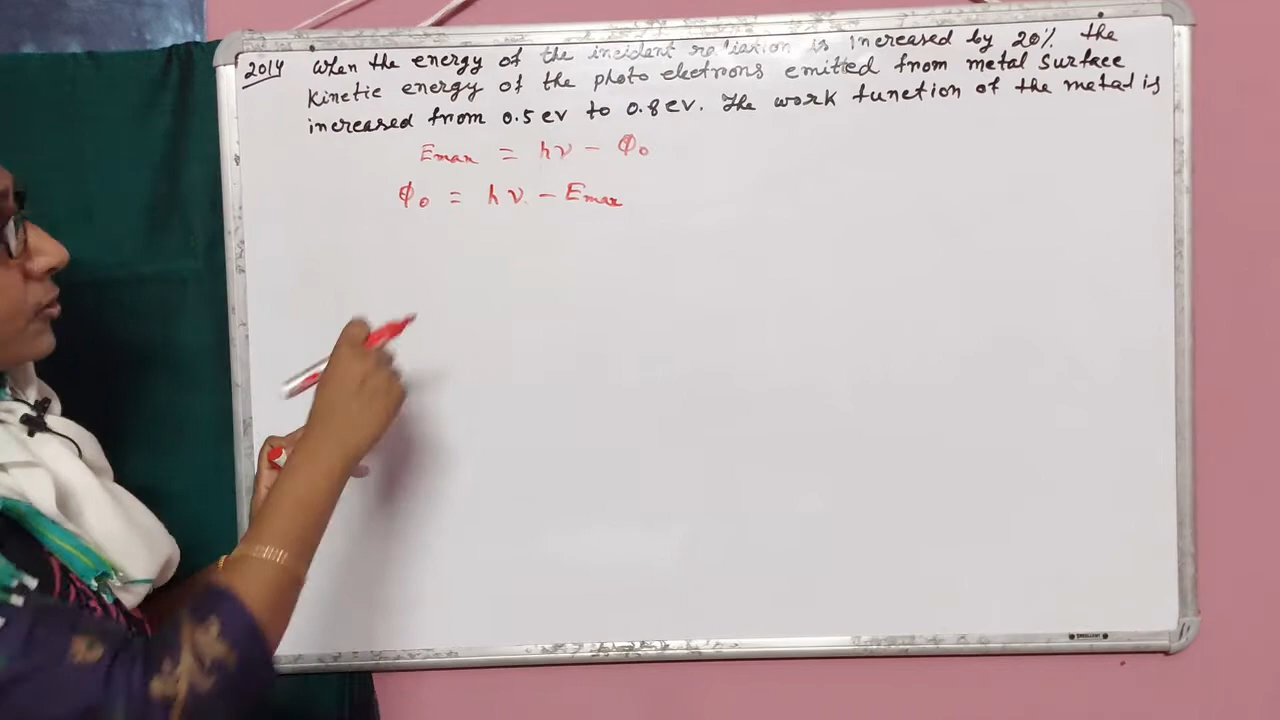 2014 When the energy of the incident radiation is increased by 20% the
Kinetic energy of the photo electrons emitted from metal surface
increased from 0.5 ev to 0.8 ev. The work function of the metal is
Emax = hν - Φ₀
Φ₀ = hν - Emax
EXCELLENT